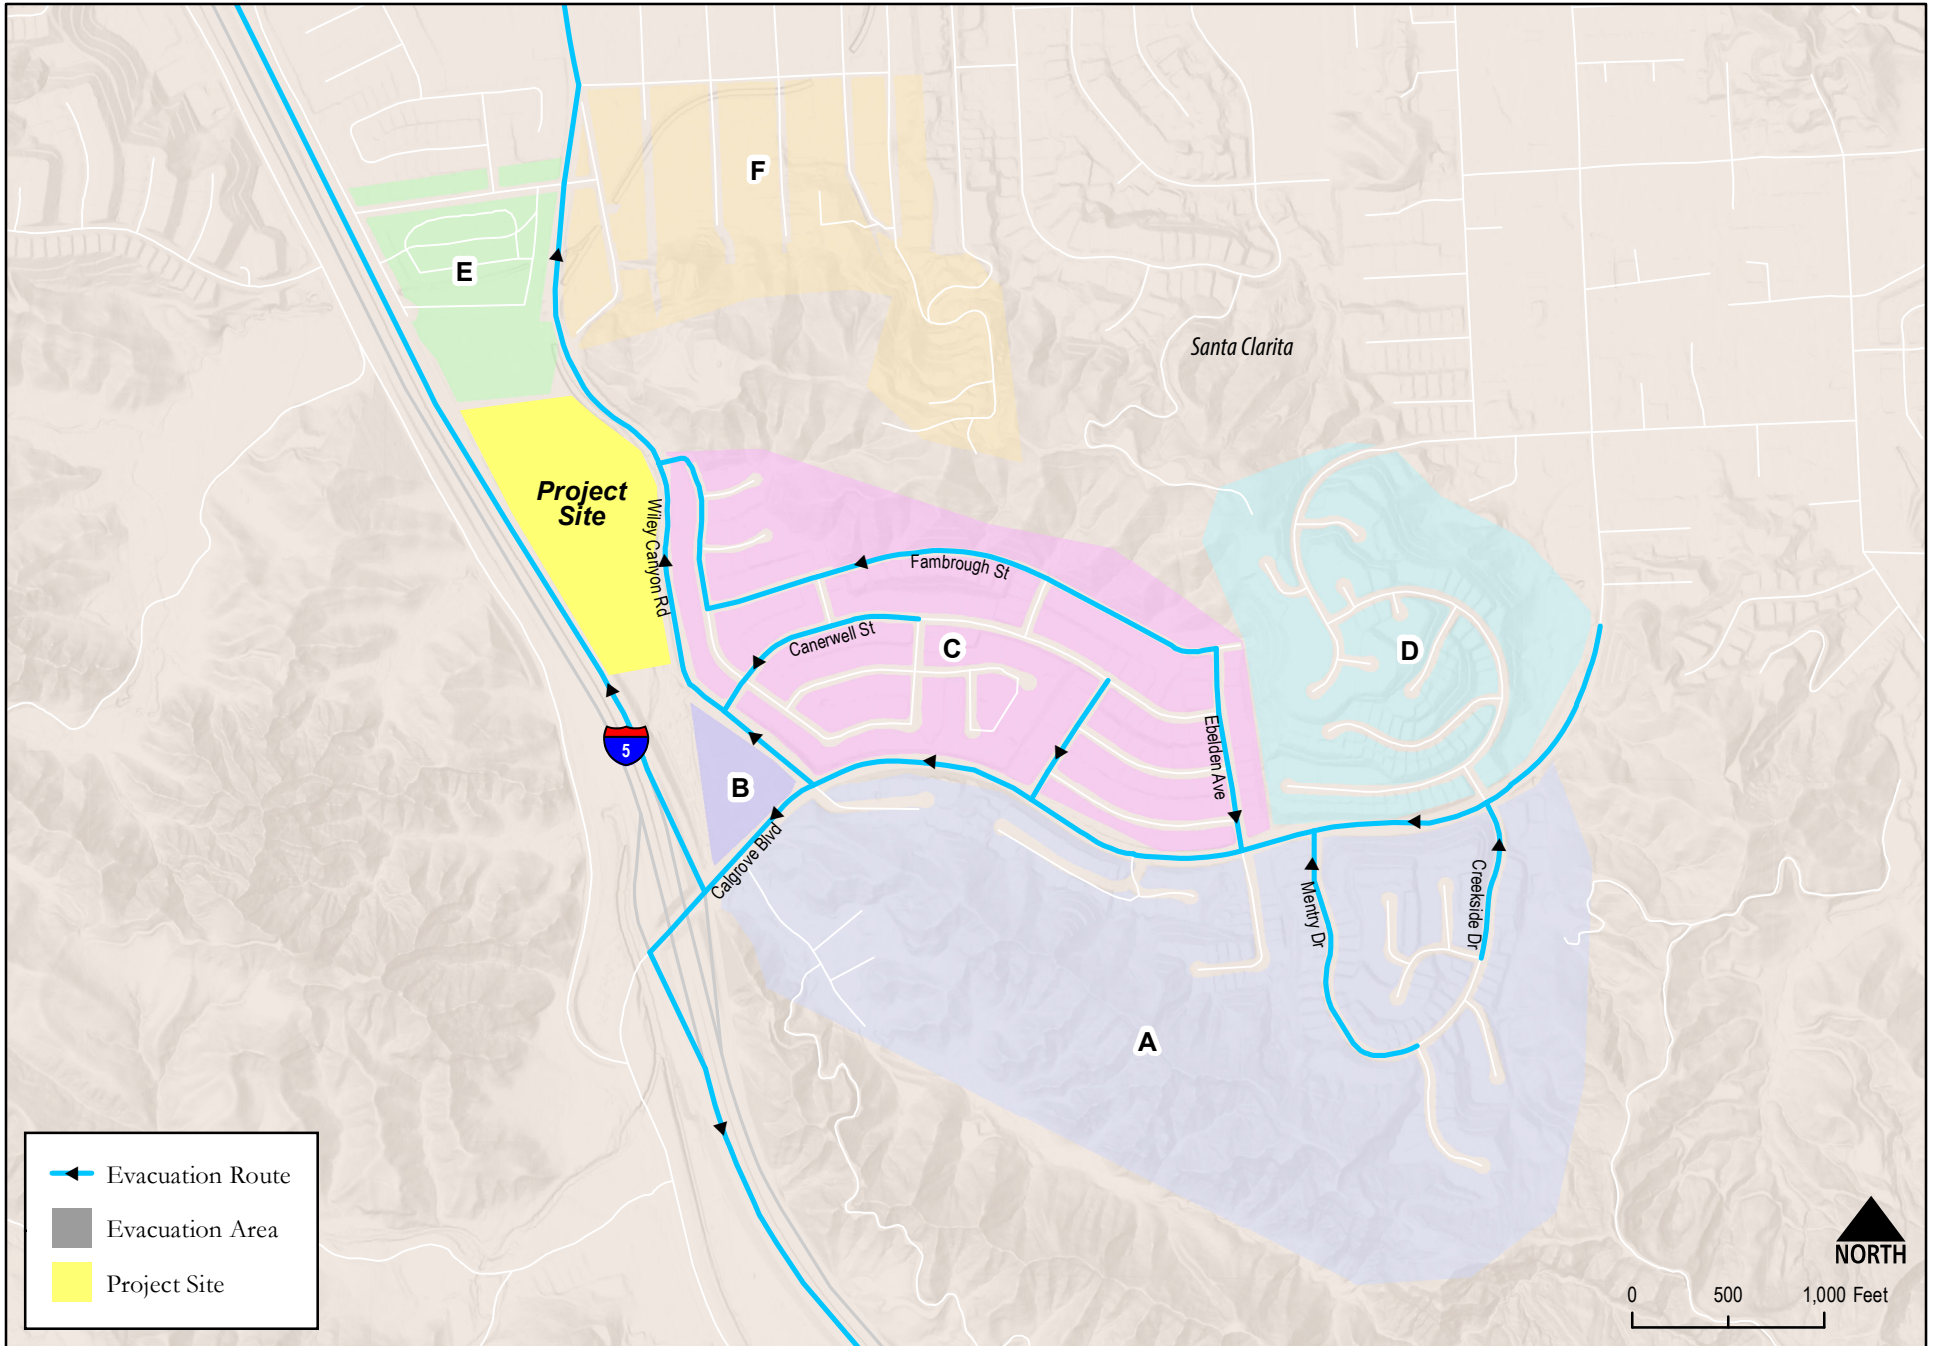 F
E
Santa Clarita
Project
Site
Wiley Canyon Rd
Fambrough St
Canerwell St
C
D
Ebelden Ave
5
B
Calgrove Blvd
Mentry Dr
Creekside Dr
A
Evacuation Route
Evacuation Area
Project Site
NORTH
0 500 1,000 Feet